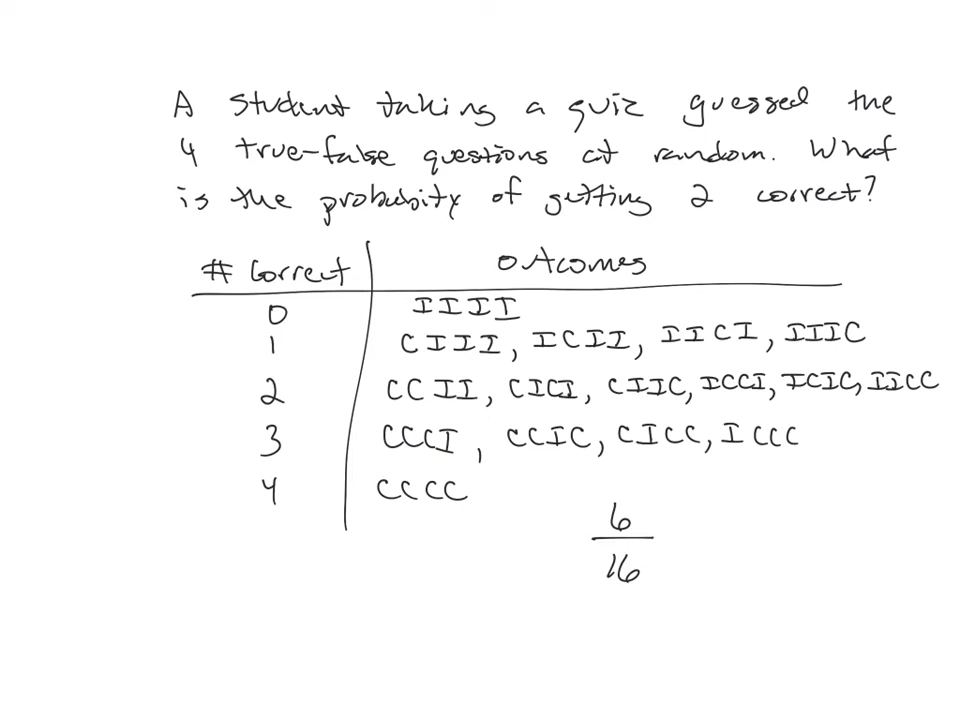 A student taking a quiz guessed the
4 true-false questions at random. What
is the probability of getting 2 correct?
# Correct | Outcomes
0 | IIII
1 | CIII, ICII, IICI, IIIC
2 | CCII, CICI, CIIC, ICCI, ICIC, IICC
3 | CCCI, CCIC, CICC, ICCC
4 | CCCC
6
16